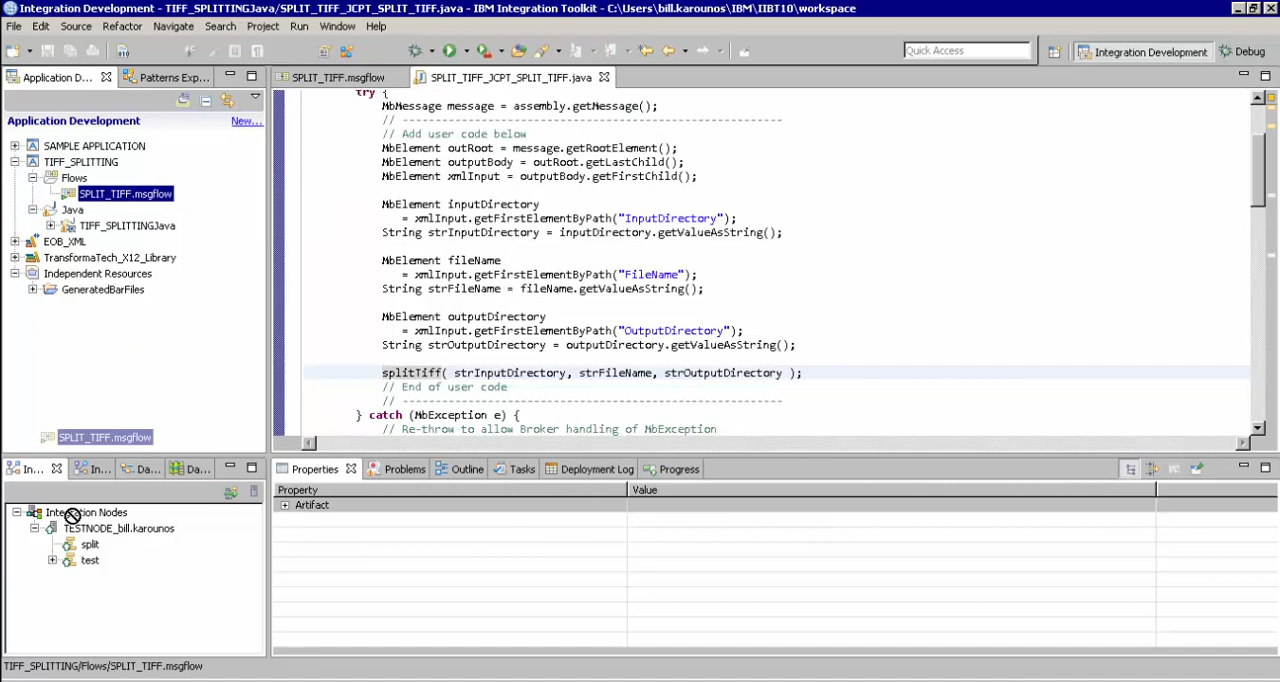 Integration Development - TIFF_SPLITTINGJava/SPLIT_TIFF_JCPT_SPLIT_TIFF.java - IBM Integration Toolkit - C:\Users\bill.karounos\IBM\IIBT10\workspace
File Edit Source Refactor Navigate Search Project Run Window Help
Quick Access
Integration Development
Debug
Application D...
Patterns Exp...
SPLIT_TIFF.msgflow
SPLIT_TIFF_JCPT_SPLIT_TIFF.java
Application Development
New...
SAMPLE APPLICATION
TIFF_SPLITTING
Flows
SPLIT_TIFF.msgflow
Java
TIFF_SPLITTINGJava
EOB_XML
TransformaTech_X12_Library
Independent Resources
GeneratedBarFiles
SPLIT_TIFF.msgflow
try {
MbMessage message = assembly.getMessage();
// ----------------------------------------------------------
// Add user code below
MbElement outRoot = message.getRootElement();
MbElement outputBody = outRoot.getLastChild();
MbElement xmlInput = outputBody.getFirstChild();
MbElement inputDirectory
= xmlInput.getFirstElementByPath("InputDirectory");
String strInputDirectory = inputDirectory.getValueAsString();
MbElement fileName
= xmlInput.getFirstElementByPath("FileName");
String strFileName = fileName.getValueAsString();
MbElement outputDirectory
= xmlInput.getFirstElementByPath("OutputDirectory");
String strOutputDirectory = outputDirectory.getValueAsString();
splitTiff( strInputDirectory, strFileName, strOutputDirectory );
// End of user code
// ----------------------------------------------------------
} catch (MbException e) {
// Re-throw to allow Broker handling of MbException
In...
In...
Da...
Da...
Integration Nodes
TESTNODE_bill.karounos
split
test
Properties
Problems
Outline
Tasks
Deployment Log
Progress
Property Value
Artifact
TIFF_SPLITTING/Flows/SPLIT_TIFF.msgflow